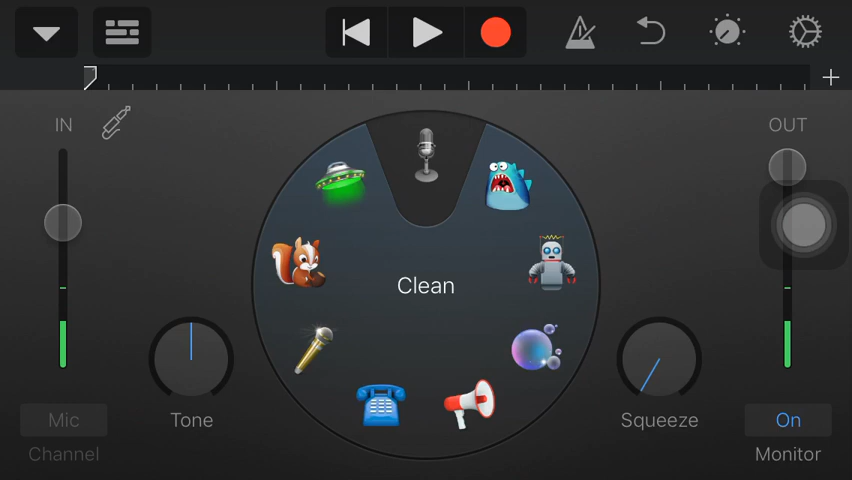 IN
OUT
Clean
Tone
Squeeze
Mic
On
Channel
Monitor